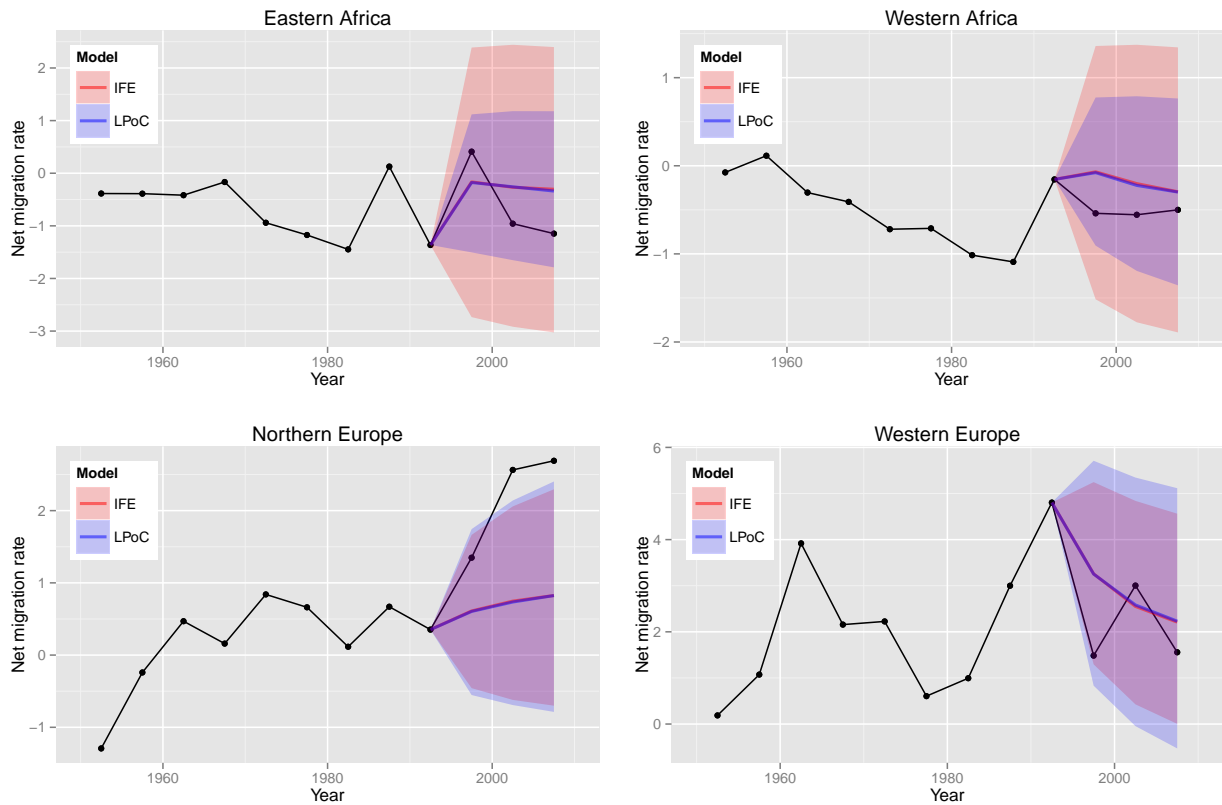 Eastern Africa
Net migration rate
2
1
0
−1
−2
−3
Model
IFE
LPoC
1960
1980
2000
Year
Western Africa
Net migration rate
1
0
−1
−2
Model
IFE
LPoC
1960
1980
2000
Year
Northern Europe
Net migration rate
2
1
0
−1
Model
IFE
LPoC
1960
1980
2000
Year
Western Europe
Net migration rate
6
4
2
0
Model
IFE
LPoC
1960
1980
2000
Year